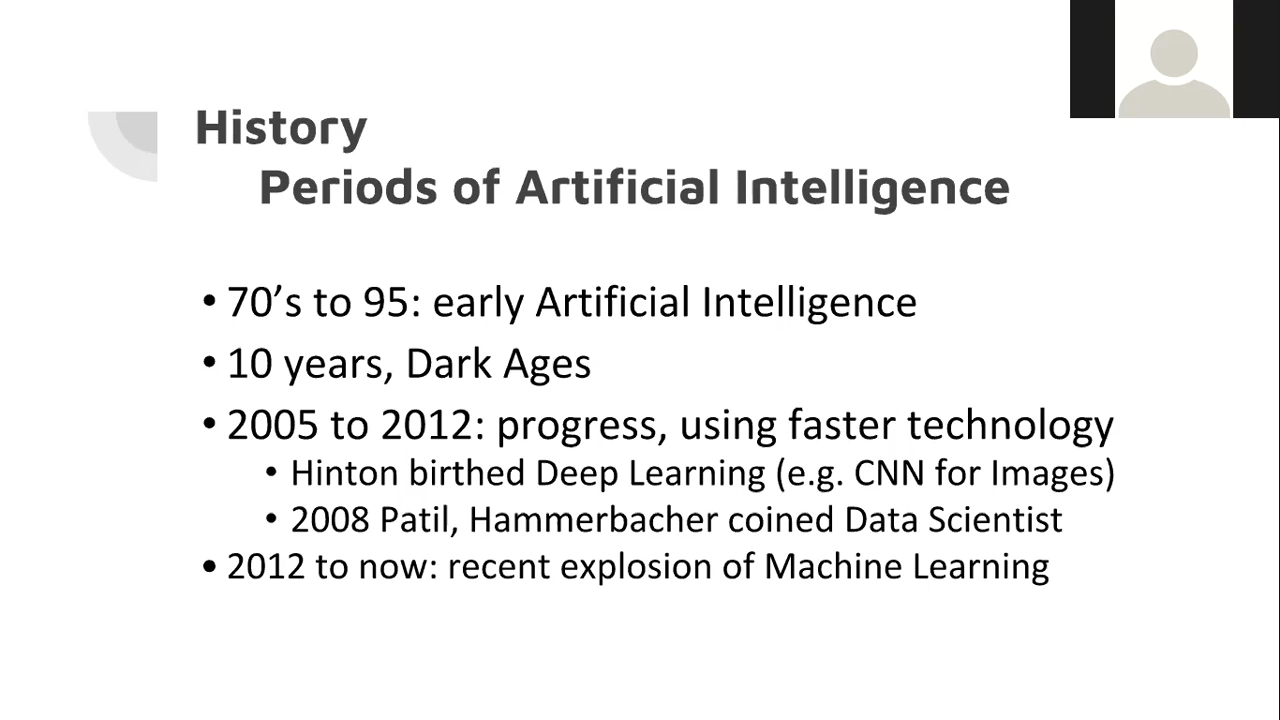 History
Periods of Artificial Intelligence
• 70’s to 95: early Artificial Intelligence
• 10 years, Dark Ages
• 2005 to 2012: progress, using faster technology
• Hinton birthed Deep Learning (e.g. CNN for Images)
• 2008 Patil, Hammerbacher coined Data Scientist
• 2012 to now: recent explosion of Machine Learning